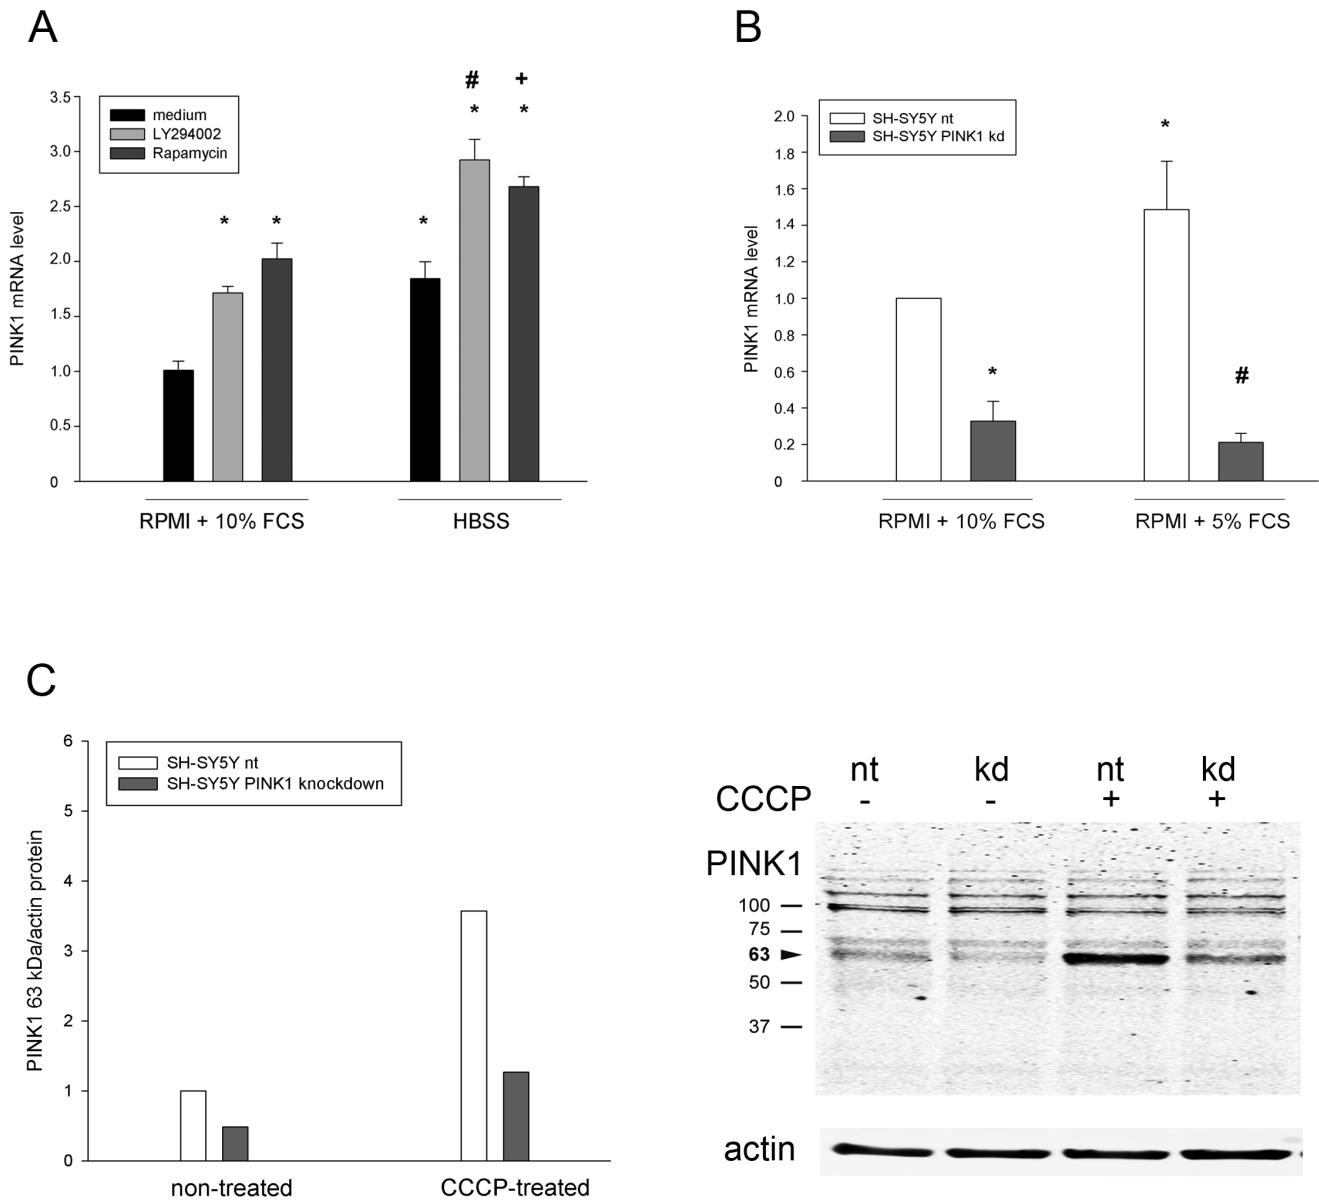 A
PINK1 mRNA level
3.5
3.0
2.5
2.0
1.5
1.0
0.5
0
medium
LY294002
Rapamycin
* * * # * + *
RPMI + 10% FCS HBSS
B
PINK1 mRNA level
2.0
1.8
1.6
1.4
1.2
1.0
0.8
0.6
0.4
0.2
0
SH-SY5Y nt
SH-SY5Y PINK1 kd
* * #
RPMI + 10% FCS RPMI + 5% FCS
C
PINK1 63 kDa/actin protein
6
5
4
3
2
1
0
SH-SY5Y nt
SH-SY5Y PINK1 knockdown
non-treated CCCP-treated
nt kd nt kd
CCCP - - + +
PINK1
100
75
63
50
37
actin